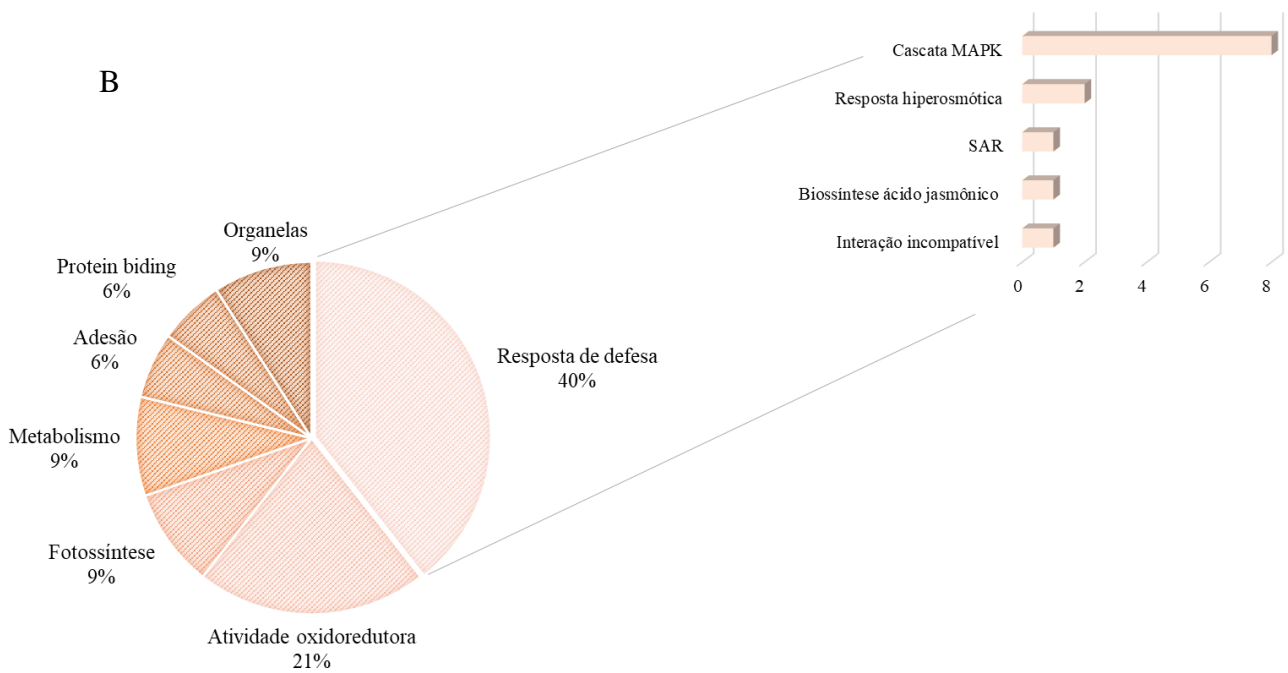 B
Organelas
9%
Protein biding
6%
Adesão
6%
Metabolismo
9%
Fotossíntese
9%
Atividade oxidoredutora
21%
Resposta de defesa
40%
Cascata MAPK
Resposta hiperosmótica
SAR
Biossíntese ácido jasmônico
Interação incompatível
0 2 4 6 8